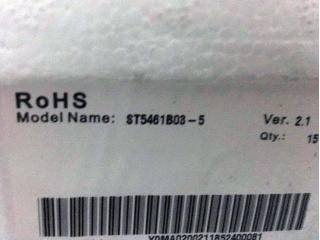 RoHS
Model Name: ST5461B03-5 Ver. 2.1
Qty.: 15